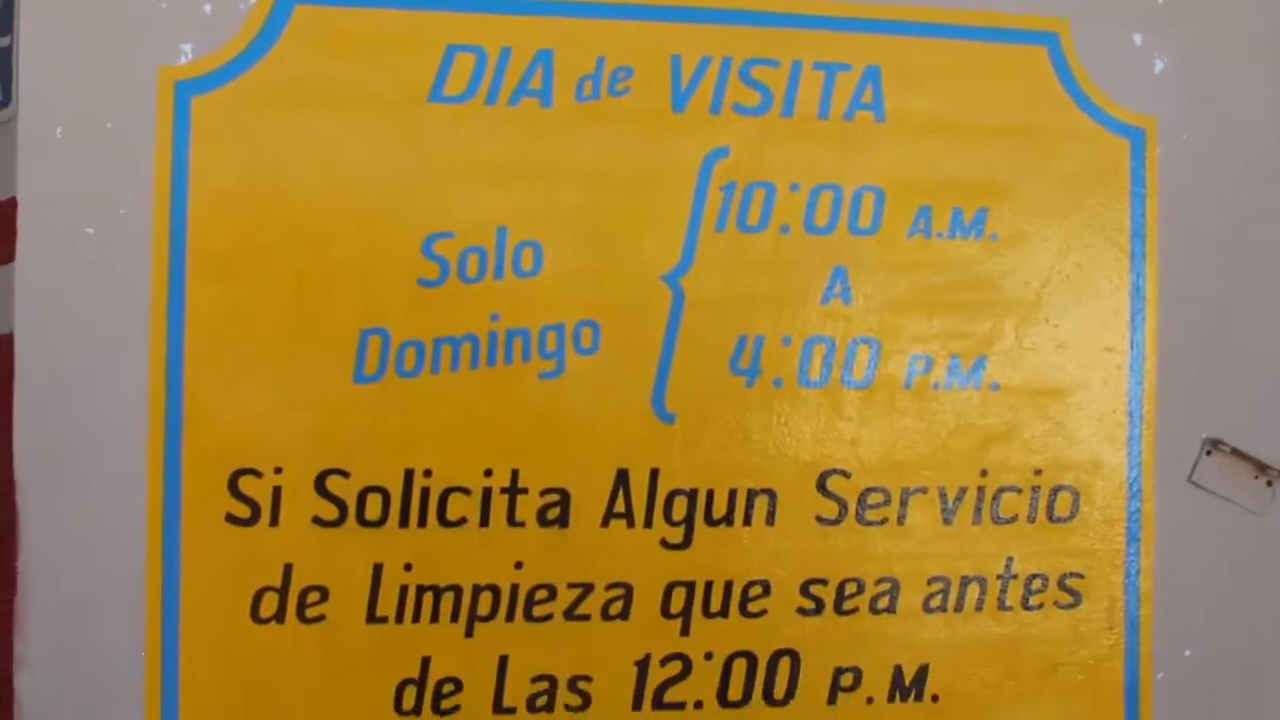 DIA de VISITA
Solo
Domingo
10:00 A.M.
A
4:00 P.M.
Si Solicita Algun Servicio
de Limpieza que sea antes
de Las 12:00 P.M.